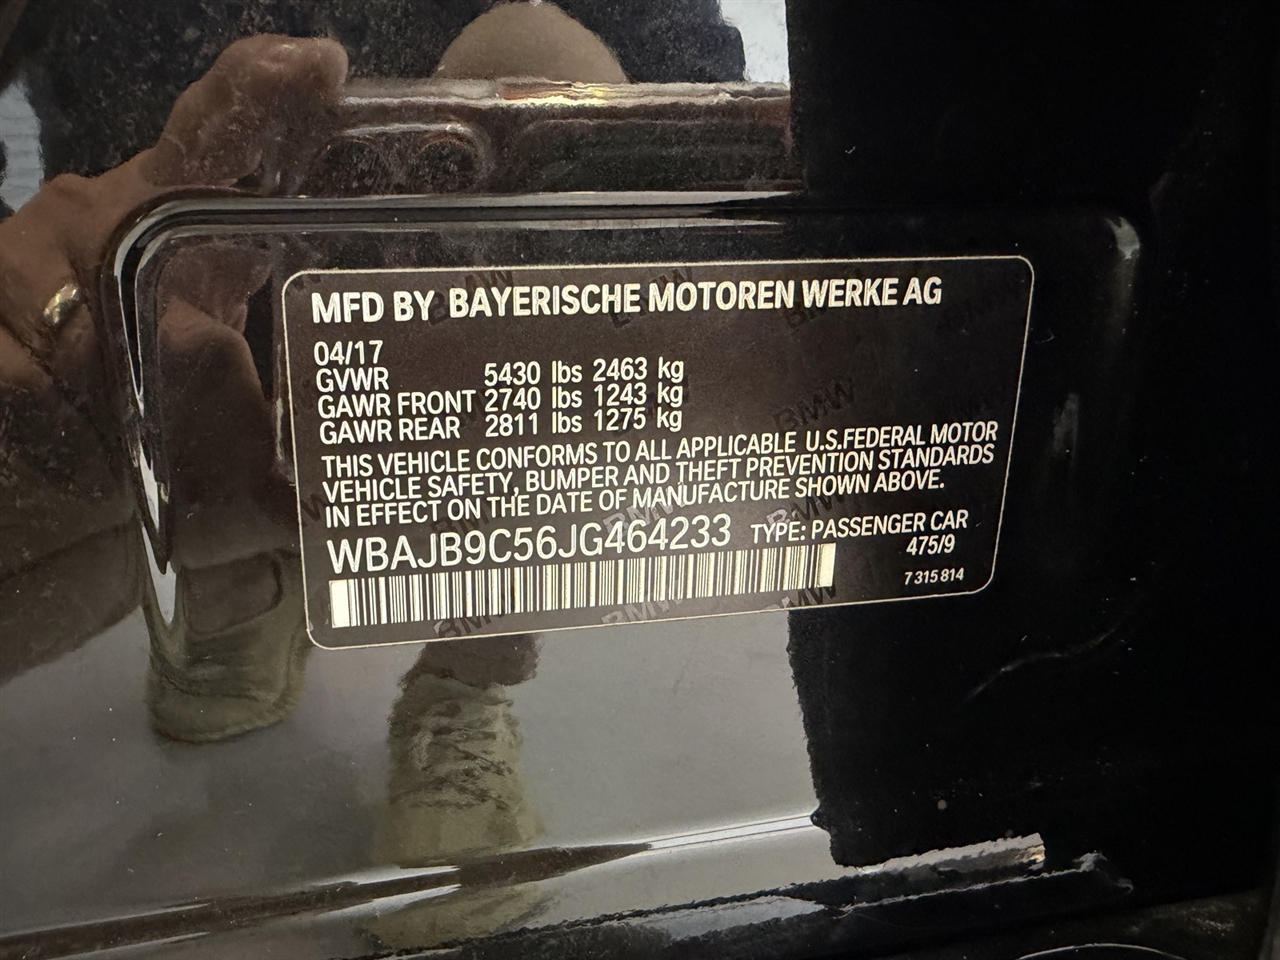 MFD BY BAYERISCHE MOTOREN WERKE AG
04/17
GVWR 5430 lbs 2463 kg
GAWR FRONT 2740 lbs 1243 kg
GAWR REAR 2811 lbs 1275 kg
THIS VEHICLE CONFORMS TO ALL APPLICABLE U.S.FEDERAL MOTOR
VEHICLE SAFETY, BUMPER AND THEFT PREVENTION STANDARDS
IN EFFECT ON THE DATE OF MANUFACTURE SHOWN ABOVE.
WBAJB9C56JG464233 TYPE: PASSENGER CAR
475/9
7 315 814